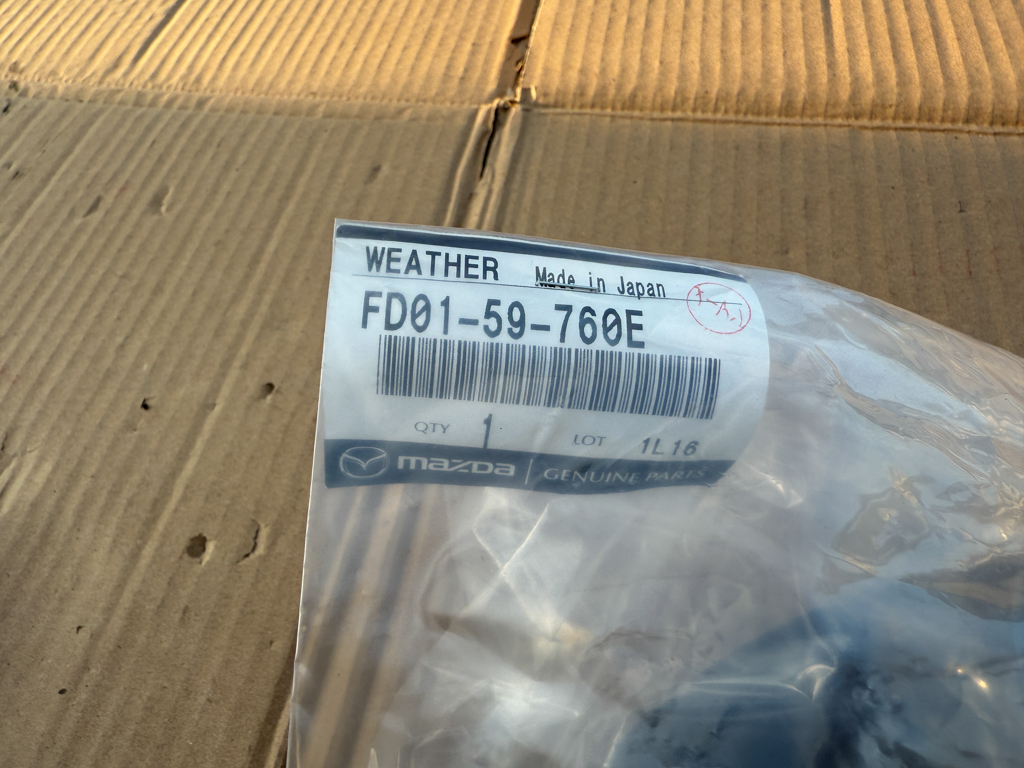 WEATHER Made in Japan
FD01-59-760E
QTY 1 LOT 1L16
mazda GENUINE PARTS